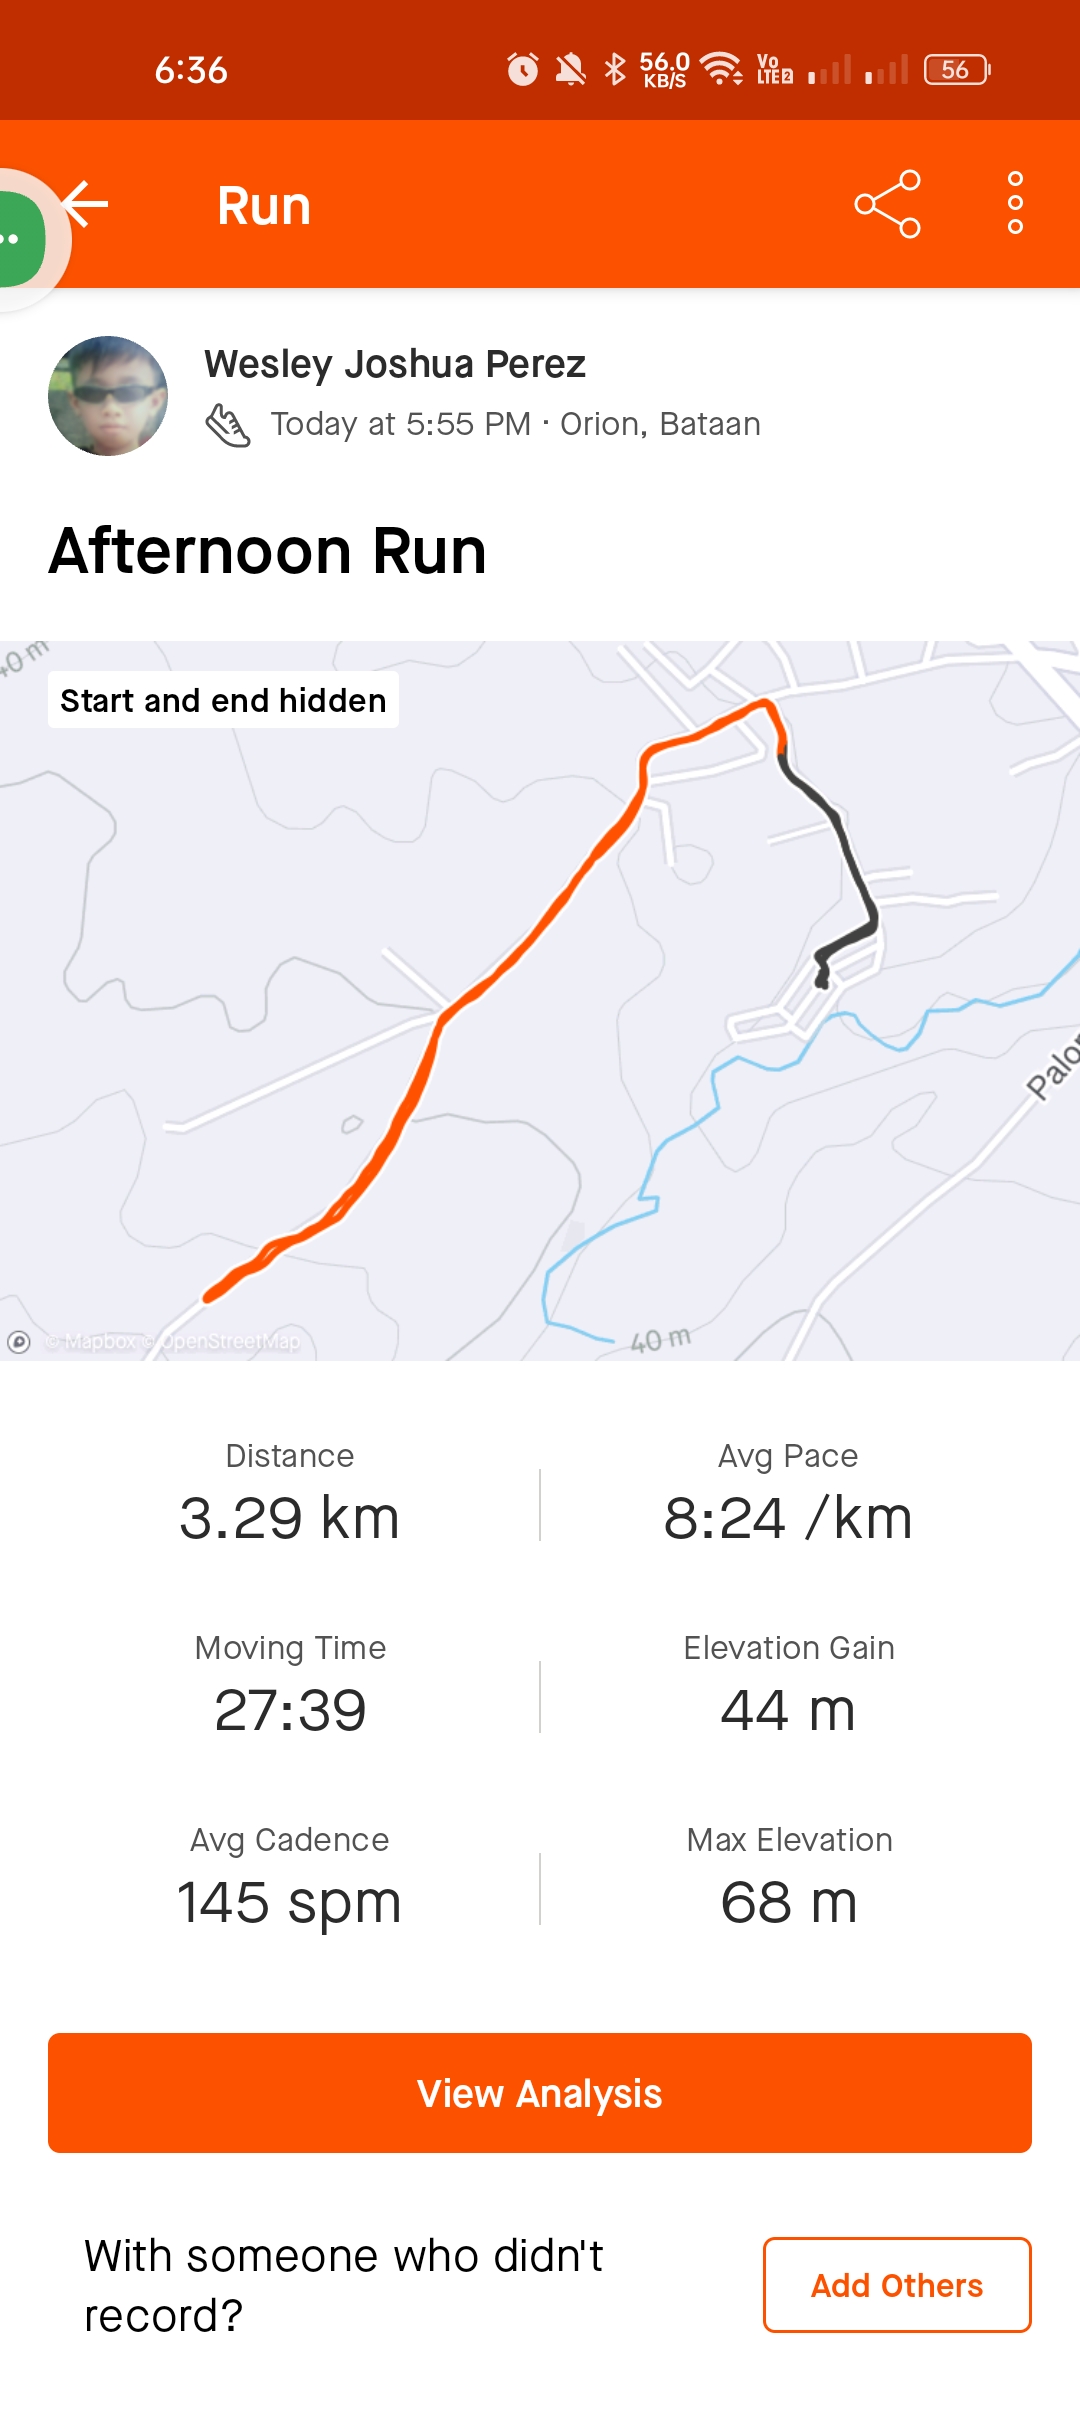 6:36
56.0
KB/S
Vo
LTE2
56
Run
Wesley Joshua Perez
Today at 5:55 PM · Orion, Bataan
Afternoon Run
40 m
Start and end hidden
© Mapbox © OpenStreetMap
40 m
Distance
3.29 km
Avg Pace
8:24 /km
Moving Time
27:39
Elevation Gain
44 m
Avg Cadence
145 spm
Max Elevation
68 m
View Analysis
With someone who didn't
record?
Add Others